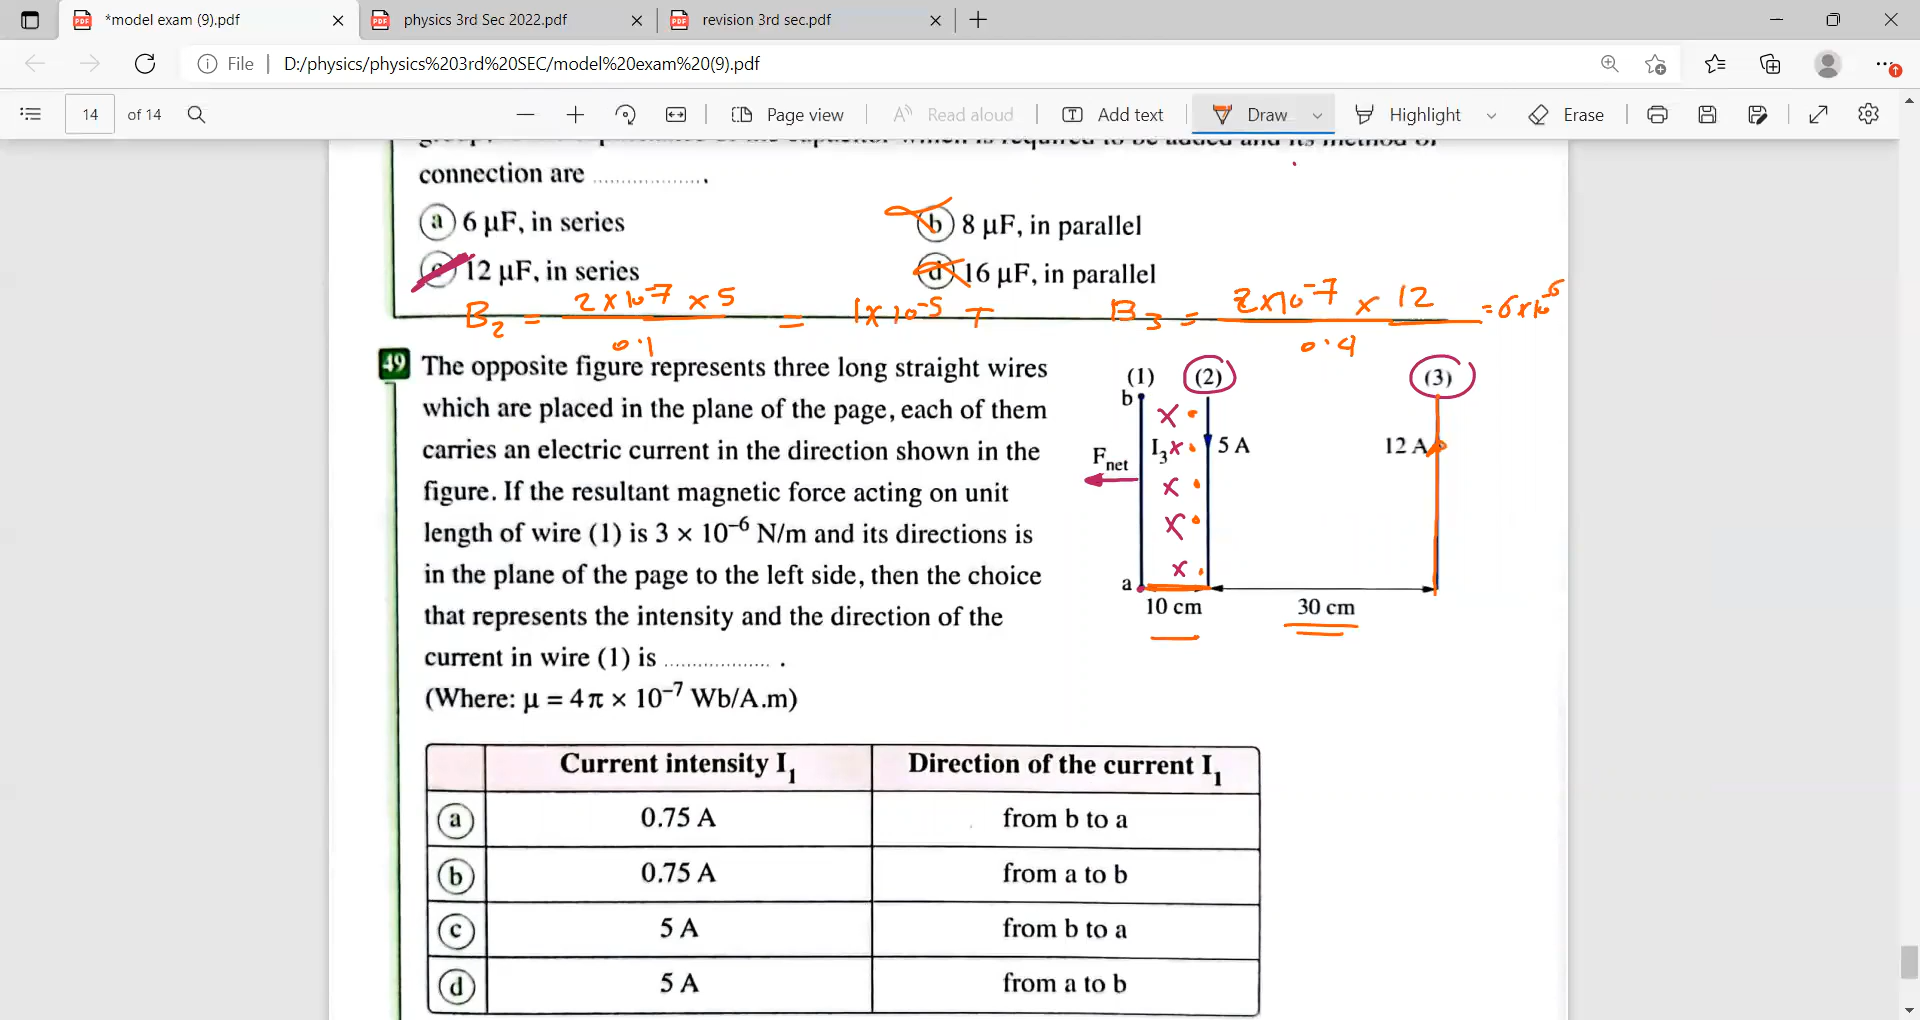 *model exam (9).pdf
physics 3rd Sec 2022.pdf
revision 3rd sec.pdf
File
D:/physics/physics%203rd%20SEC/model%20exam%20(9).pdf
14 of 14
Page view
Read aloud
Add text
Draw
Highlight
Erase
connection are ................... .
a 6 μF, in series
b 8 μF, in parallel
c 12 μF, in series
d 16 μF, in parallel
B₂ = 2 × 10⁻⁷ × 5 / 0.1 = 1 × 10⁻⁵ T
B₃ = 2 × 10⁻⁷ × 12 / 0.4 = 6 × 10⁻⁶
49 The opposite figure represents three long straight wires
which are placed in the plane of the page, each of them
carries an electric current in the direction shown in the
figure. If the resultant magnetic force acting on unit
length of wire (1) is 3 × 10⁻⁶ N/m and its directions is
in the plane of the page to the left side, then the choice
that represents the intensity and the direction of the
current in wire (1) is ................... .
(Where: μ = 4 π × 10⁻⁷ Wb/A.m)
(1) (2) (3)
b
I₃ 5 A 12 A
Fnet
a
10 cm 30 cm
Current intensity I₁ Direction of the current I₁
a 0.75 A from b to a
b 0.75 A from a to b
c 5 A from b to a
d 5 A from a to b